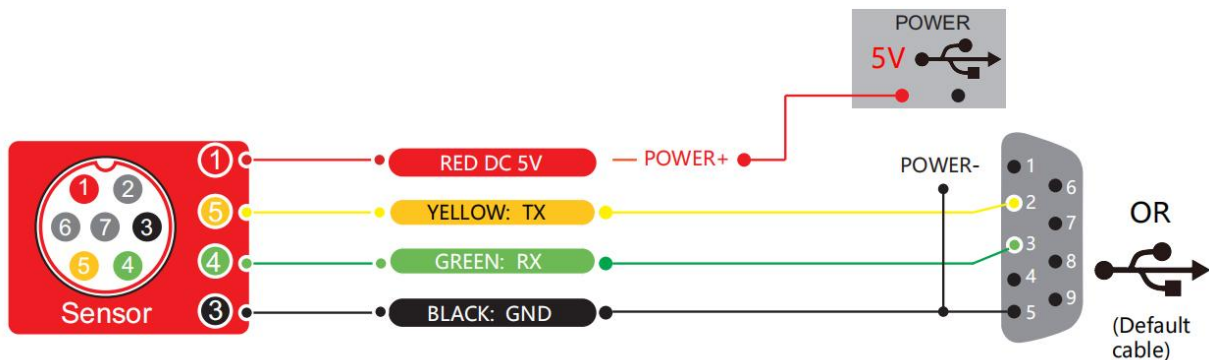 POWER
5V
1 RED DC 5V POWER+
POWER-
5 YELLOW: TX
4 GREEN: RX
3 BLACK: GND
1 2
6 7 3
5 4
Sensor
1
6
2
7
3
8
4
9
5
OR
(Default
cable)